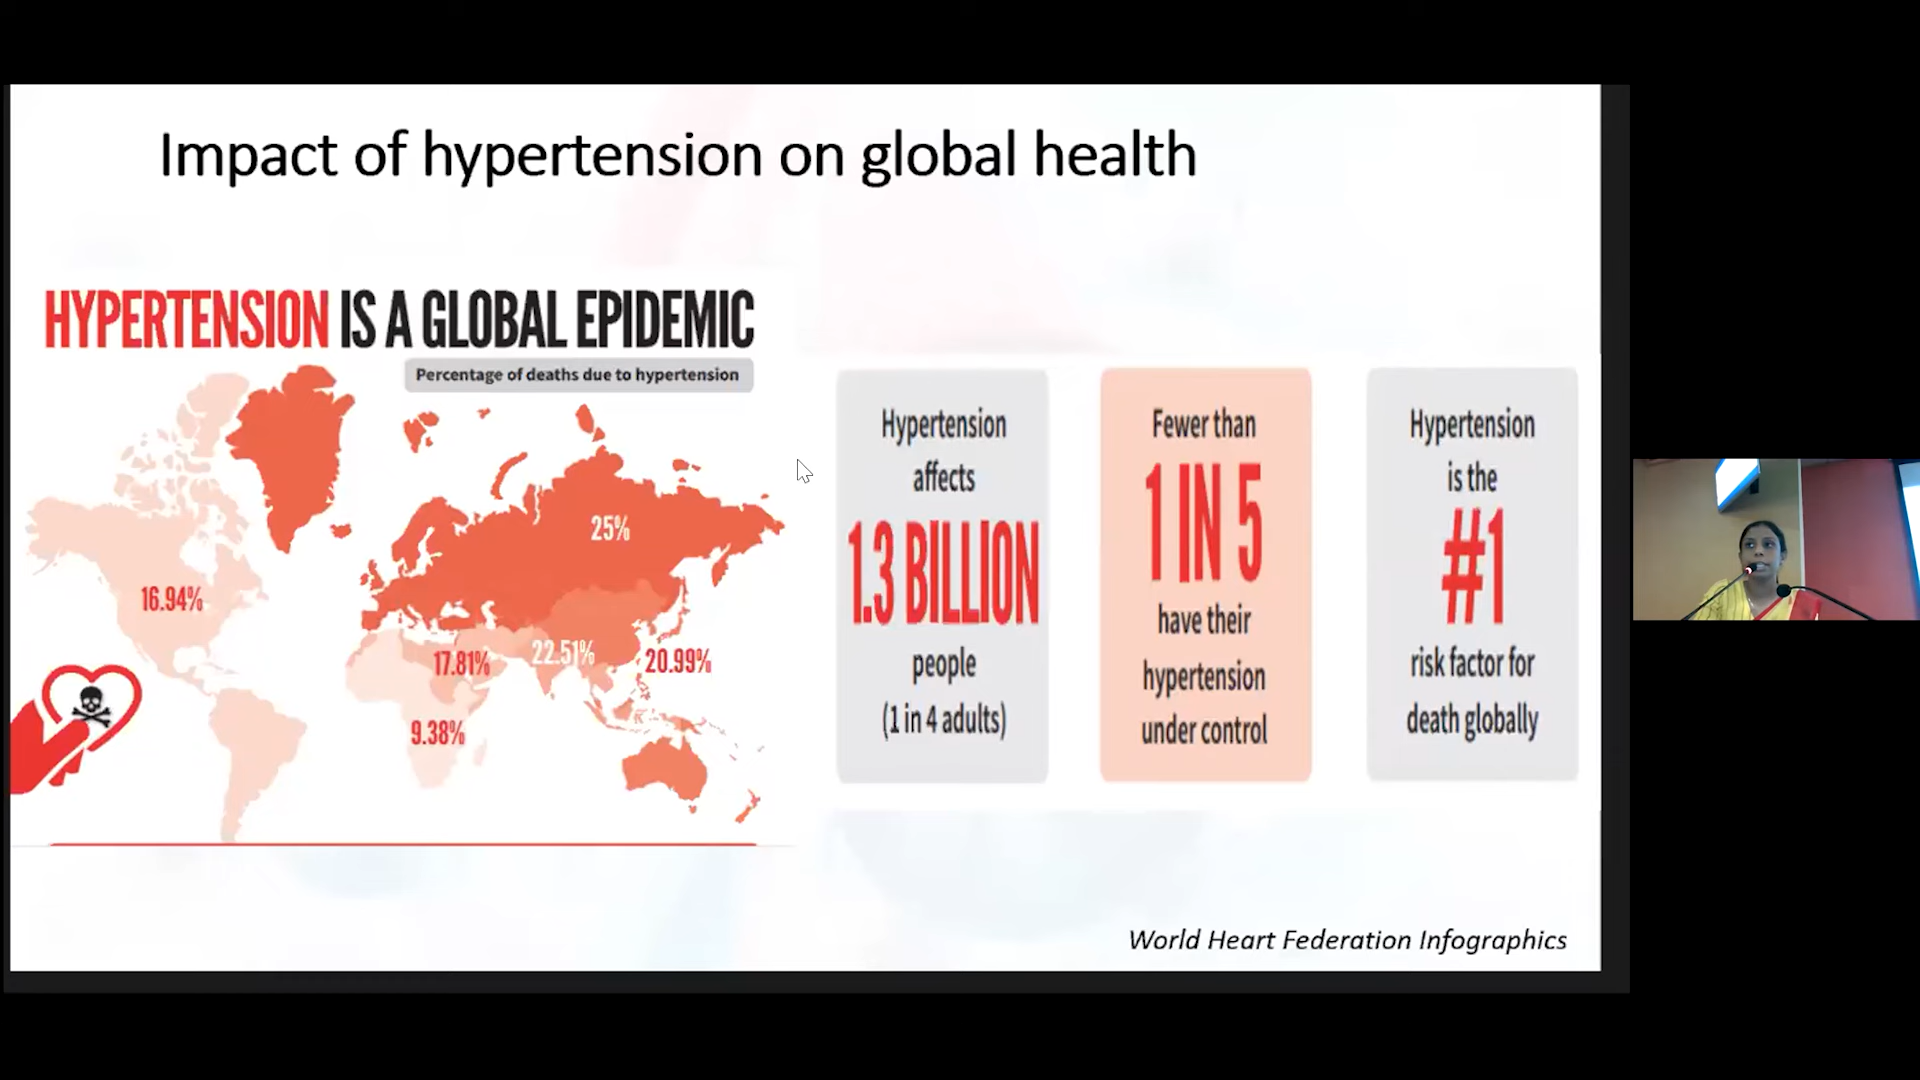 Impact of hypertension on global health
HYPERTENSION IS A GLOBAL EPIDEMIC
Percentage of deaths due to hypertension
25%
16.94%
17.81%
22.51%
20.99%
9.38%
Hypertension
affects
1.3 BILLION
people
(1 in 4 adults)
Fewer than
1 IN 5
have their
hypertension
under control
Hypertension
is the
#1
risk factor for
death globally
World Heart Federation Infographics